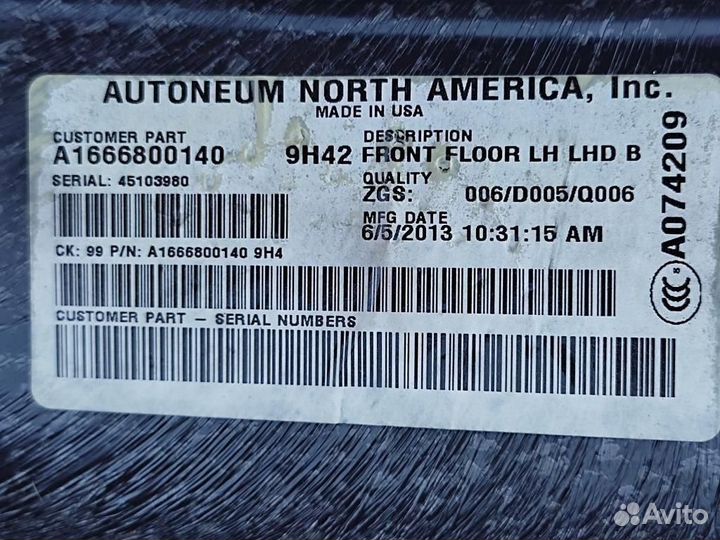 AUTONEUM NORTH AMERICA, Inc.
MADE IN USA
CUSTOMER PART
A1666800140 9H42
SERIAL: 45103980
DESCRIPTION
FRONT FLOOR LH LHD B
QUALITY
ZGS: 006/D005/Q006
MFG DATE
6/5/2013 10:31:15 AM
CK: 99 P/N: A1666800140 9H4
CUSTOMER PART - SERIAL NUMBERS
CCC S
A074209
Avito